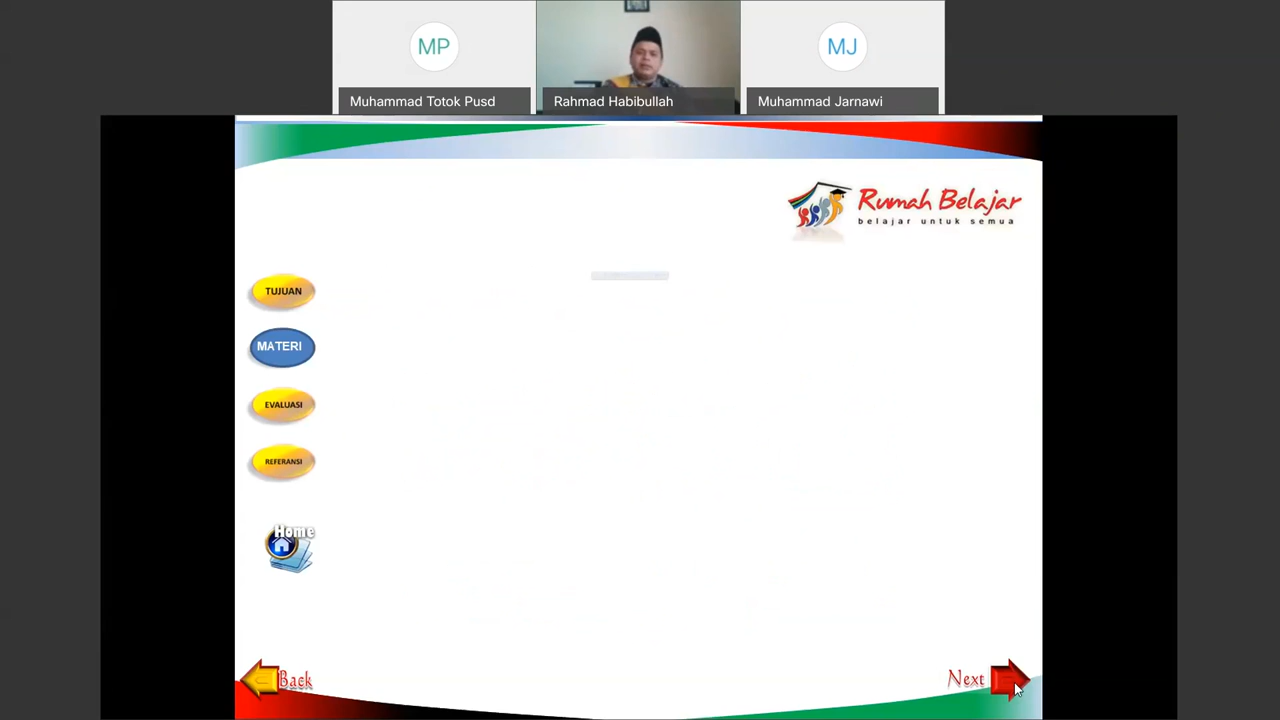 MP
MJ
Muhammad Totok Pusd
Rahmad Habibullah
Muhammad Jarnawi
Rumah Belajar
belajar untuk semua
TUJUAN
MATERI
EVALUASI
REFERANSI
Home
Back
Next